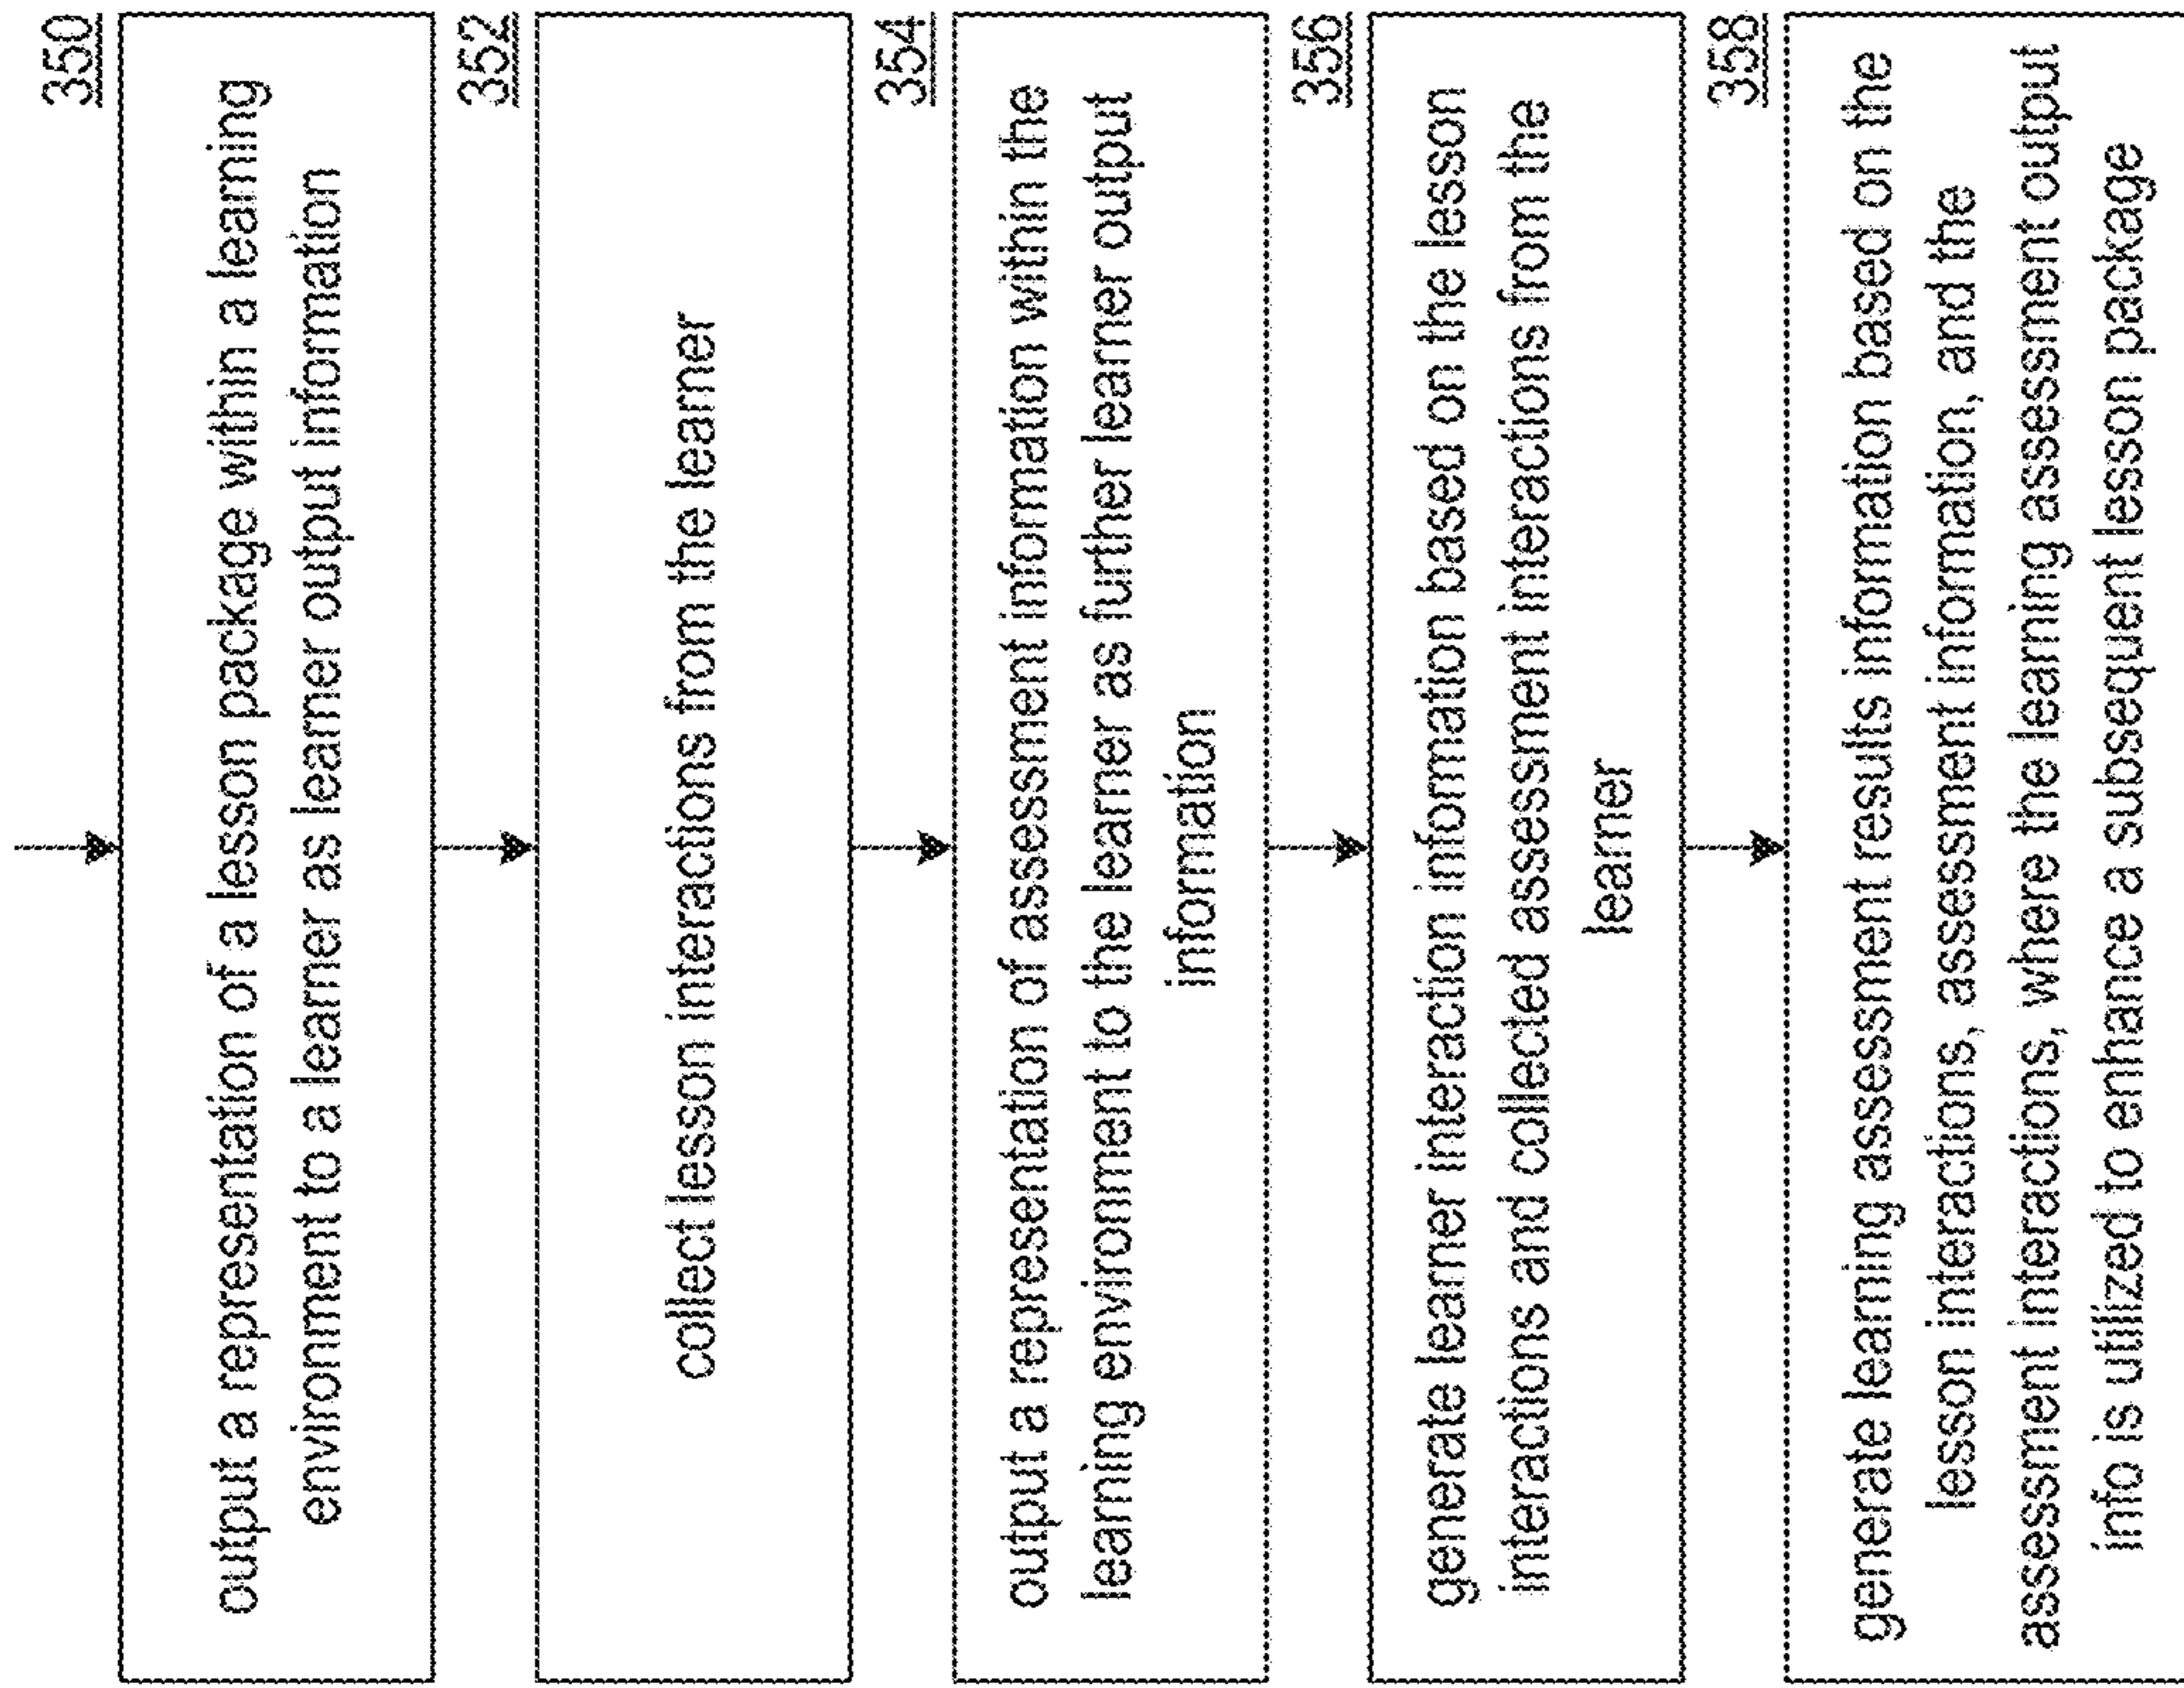 350
output a representation of a lesson package within a learning
environment to a learner as learner output information
352
collect lesson interactions from the learner
354
output a representation of assessment information within the
learning environment to the learner as further learner output
information
356
generate learner interaction information based on the lesson
interactions and collected assessment interactions from the
learner
358
generate learning assessment results information based on the
lesson interactions, assessment information, and the
assessment interactions, where the learning assessment output
info is utilized to enhance a subsequent lesson package